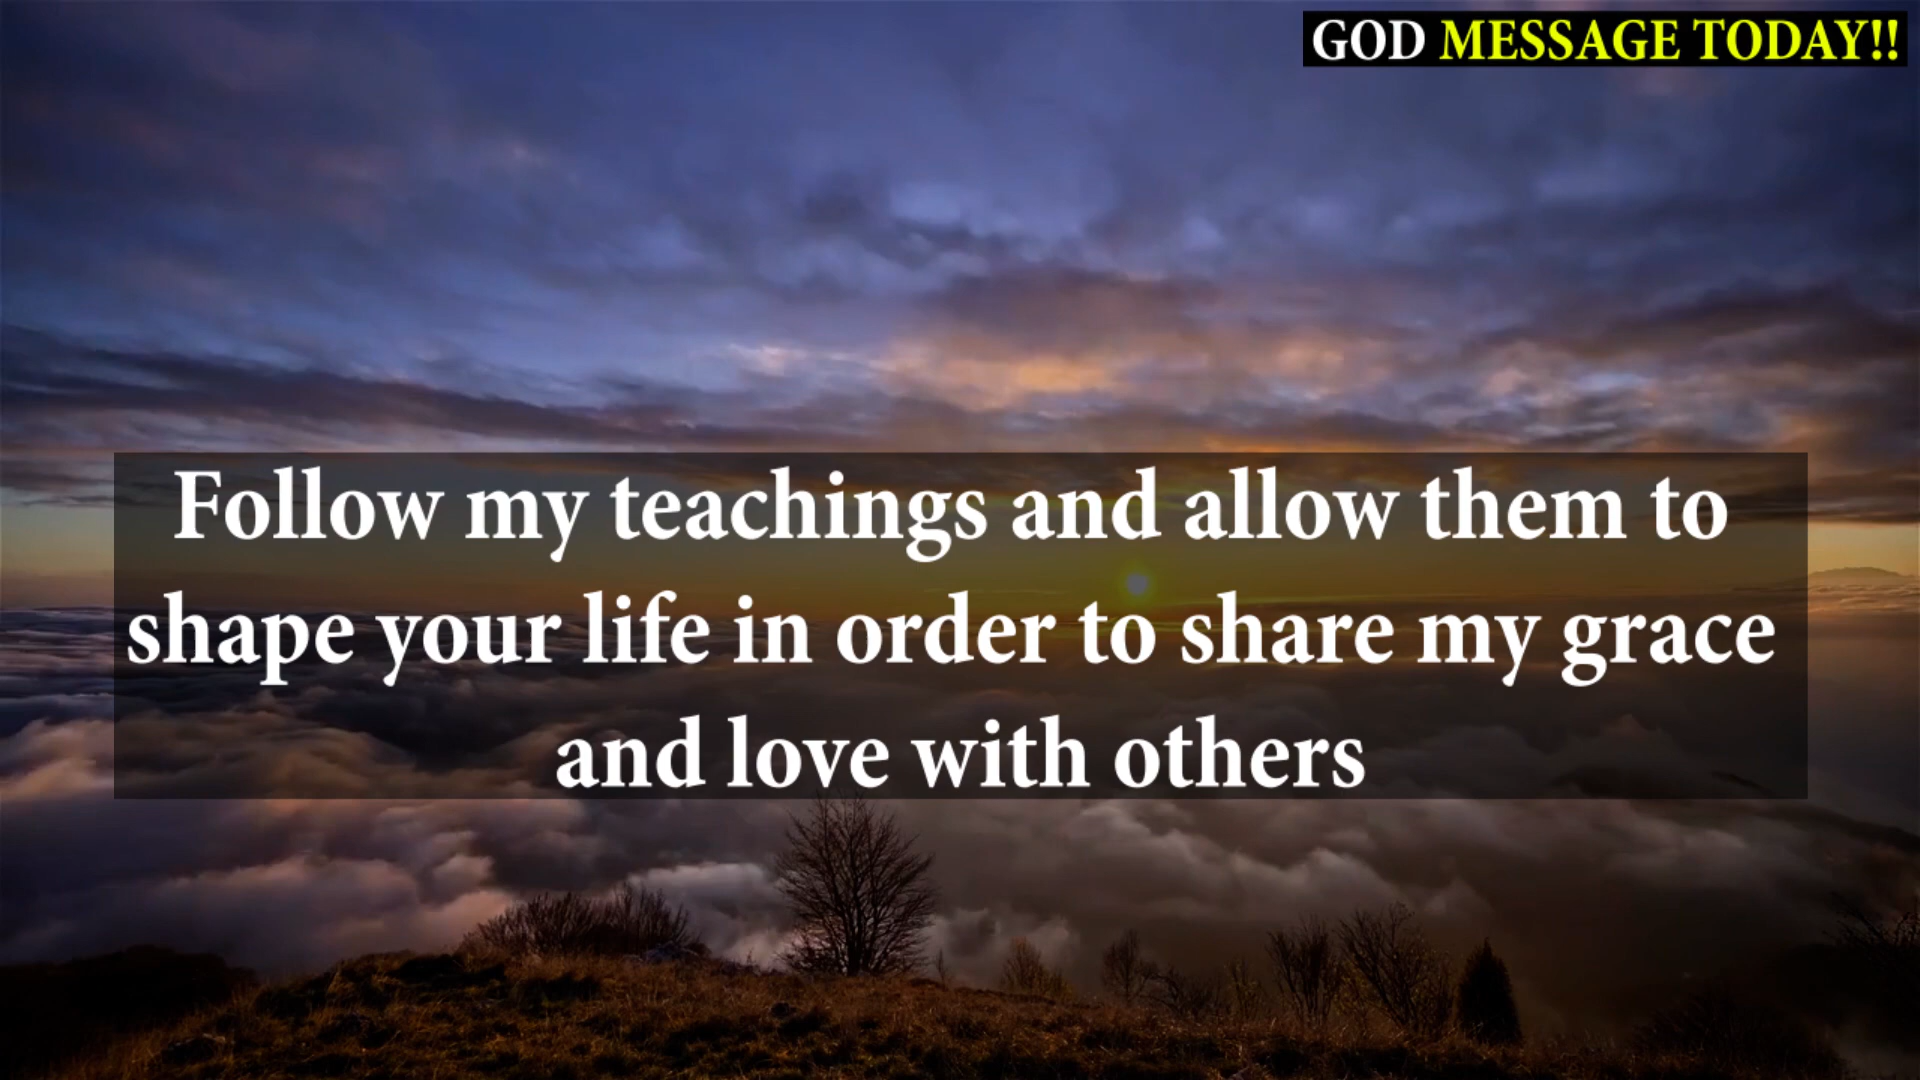 GOD MESSAGE TODAY!!
Follow my teachings and allow them to
shape your life in order to share my grace
and love with others